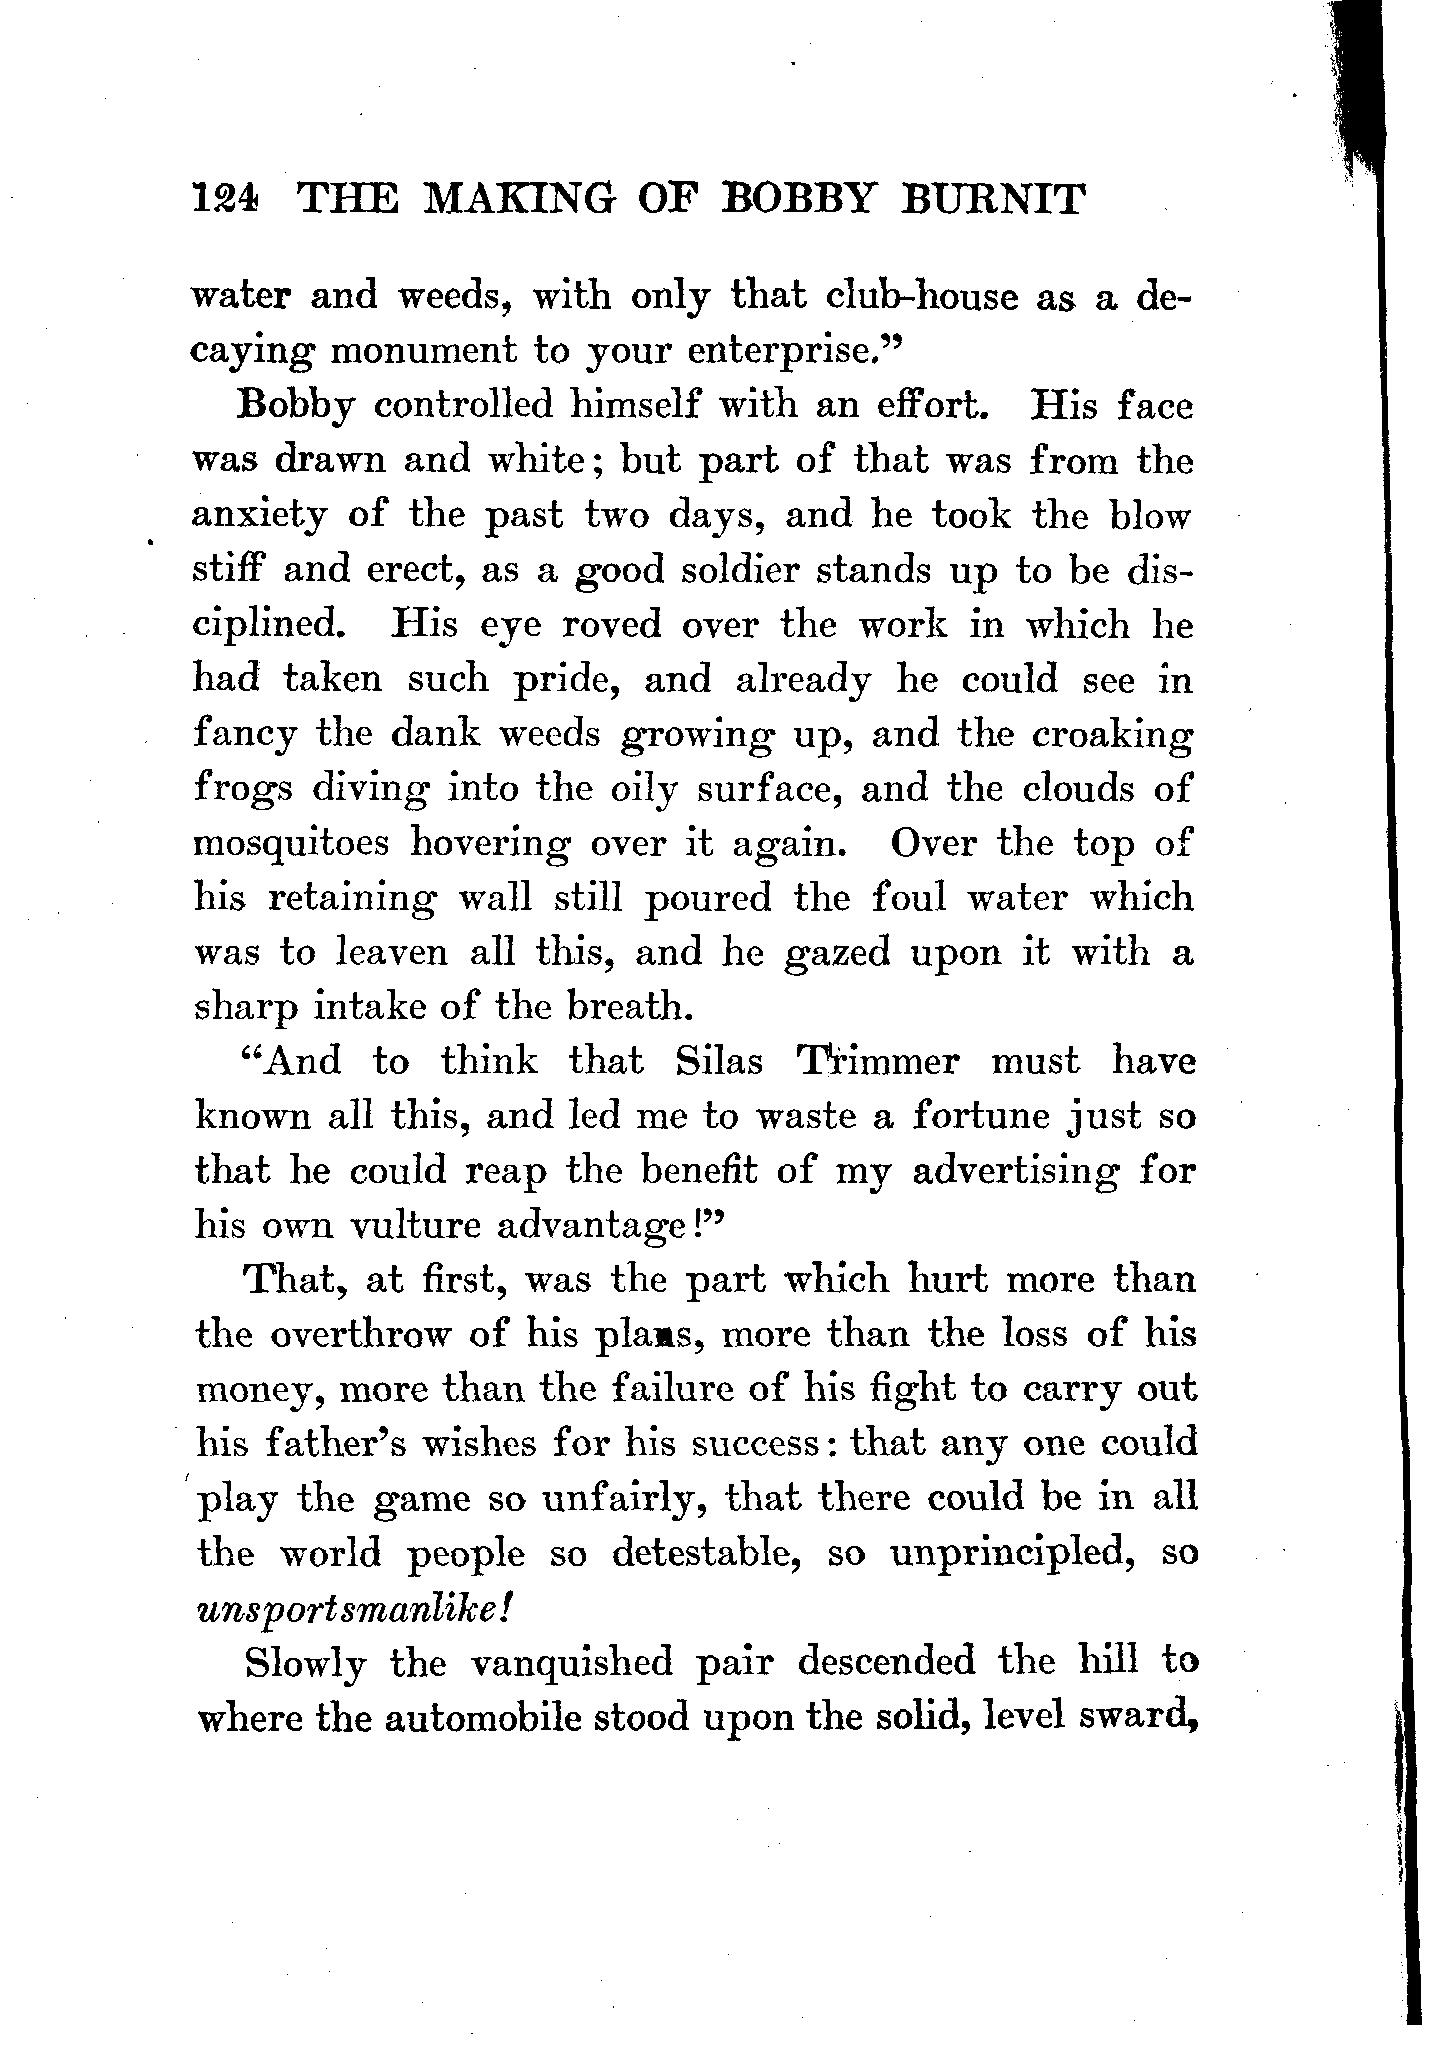 124 THE MAKING OF BOBBY BURNIT
water and weeds, with only that club-house as a de-
caying monument to your enterprise.”
Bobby controlled himself with an effort. His face
was drawn and white; but part of that was from the
anxiety of the past two days, and he took the blow
stiff and erect, as a good soldier stands up to be dis-
ciplined. His eye roved over the work in which he
had taken such pride, and already he could see in
fancy the dank weeds growing up, and the croaking
frogs diving into the oily surface, and the clouds of
mosquitoes hovering over it again. Over the top of
his retaining wall still poured the foul water which
was to leaven all this, and he gazed upon it with a
sharp intake of the breath.
“And to think that Silas Trimmer must have
known all this, and led me to waste a fortune just so
that he could reap the benefit of my advertising for
his own vulture advantage!”
That, at first, was the part which hurt more than
the overthrow of his plans, more than the loss of his
money, more than the failure of his fight to carry out
his father’s wishes for his success: that any one could
play the game so unfairly, that there could be in all
the world people so detestable, so unprincipled, so
unsportsmanlike!
Slowly the vanquished pair descended the hill to
where the automobile stood upon the solid, level sward,